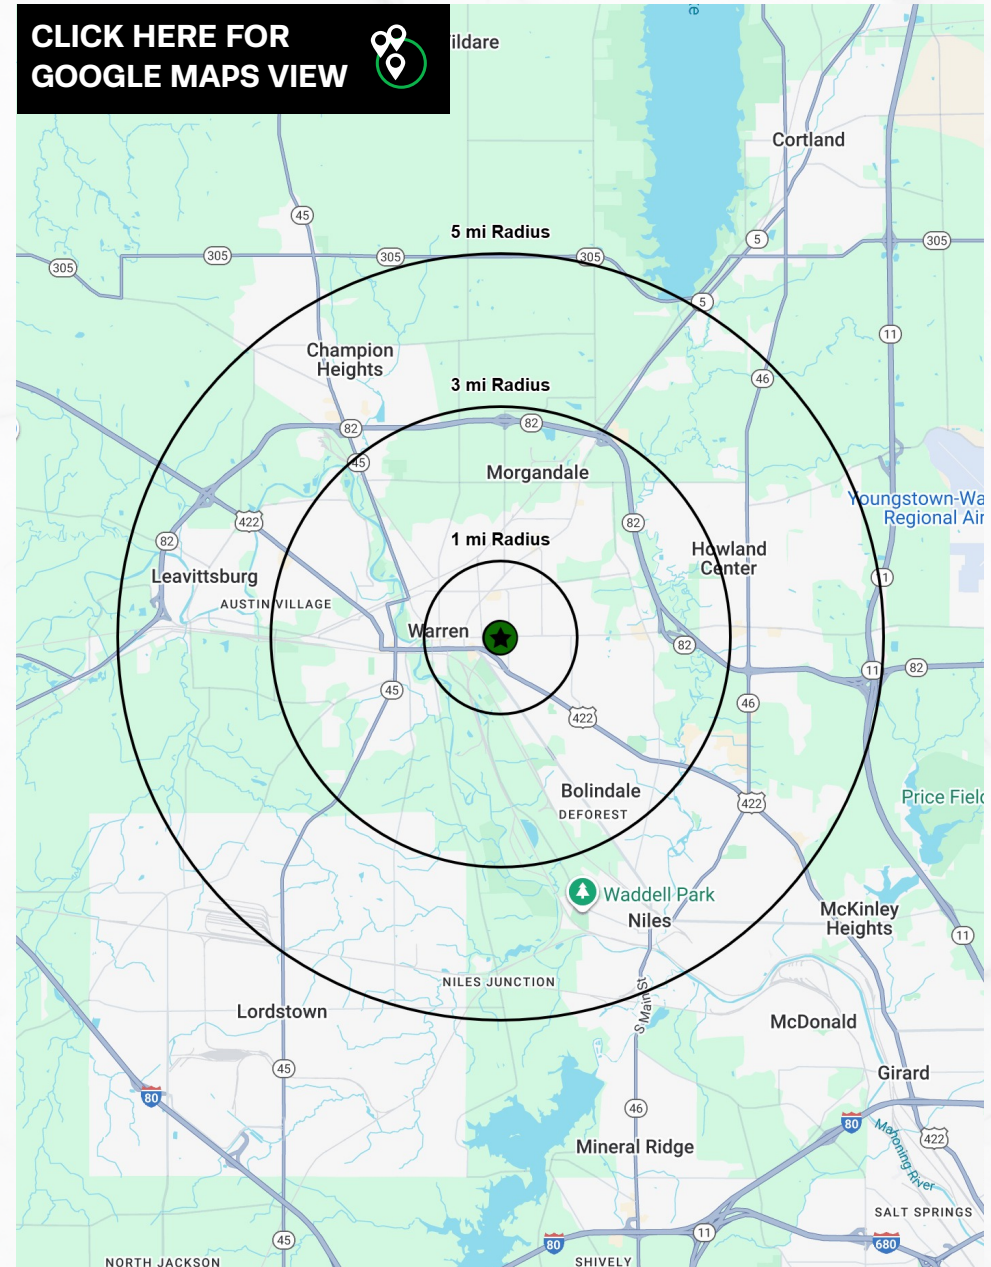 CLICK HERE FOR
GOOGLE MAPS VIEW
Cortland
45
5
305
305
305
305
305
5 mi Radius
5
11
Champion
Heights
46
3 mi Radius
82
82
45
Morgandale
422
82
82
Youngstown-Wa
Regional Air
1 mi Radius
Howland
Center
Leavittsburg
11
AUSTIN VILLAGE
Warren
82
11
82
45
46
422
Bolindale
422
Price Field
DEFOREST
Waddell Park
Niles
McKinley
Heights
11
NILES JUNCTION
S Main St
Lordstown
McDonald
45
Girard
80
46
80
Mahoning River
422
Mineral Ridge
SALT SPRINGS
45
80
11
680
NORTH JACKSON
SHIVELY